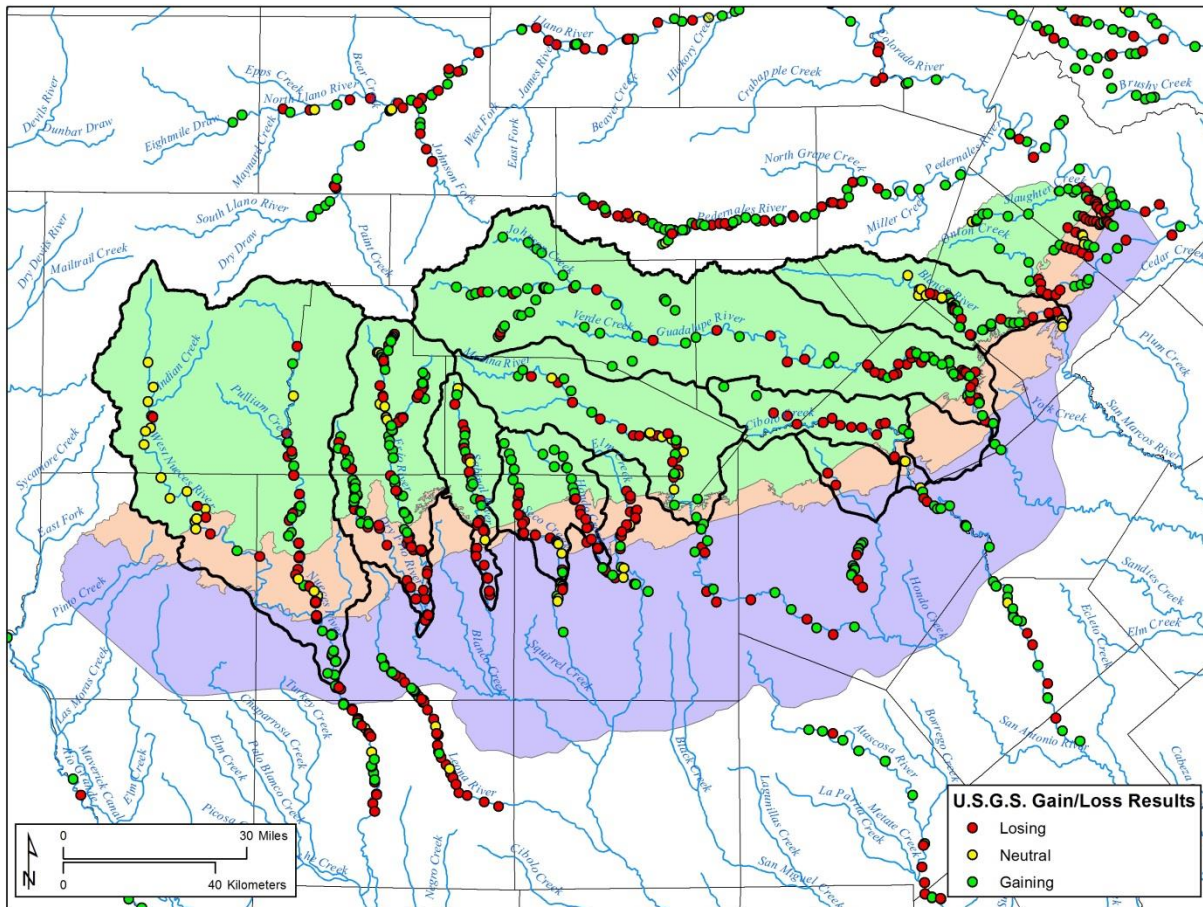 Llano River
Colorado River
Hickory Creek
Bear Creek
Epps Creek
North Llano River
James River
Crabapple Creek
Brushy Creek
Devils River
Dunbar Draw
Eightmile Draw
Maynard Creek
West Fork
East Fork
Beaver Creek
Johnson Fork
North Grape Creek
Pedernales River
South Llano River
Pedernales River
Miller Creek
Slaughter Creek
Onion Creek
Dry Devils River
Mailtrail Creek
Dry Draw
Paint Creek
Cedar Creek
Verde Creek
Guadalupe River
Blanco River
Plum Creek
Indian Creek
Medina River
Pulliam Creek
Cibolo Creek
York Creek
San Marcos River
Sycamore Creek
West Nueces River
Frio River
Sabinal River
East Fork
Seco Creek
Dry Frio River
Nueces River
Pinto Creek
Hondo Creek
Sandies Creek
Ecleto Creek
Elm Creek
Blanco Creek
Squirrel Creek
Las Moras Creek
Turkey Creek
Chaparrosa Creek
Elm Creek
Palo Blanco Creek
Leona River
Black Creek
Atascosa River
Borrego Creek
San Antonio River
Cabeza
Rio Grande
Maverick Canal
Elm Creek
Lagunillas Creek
La Parita Creek
Metate Creek
Negro Creek
Cibolo Creek
San Miguel Creek
U.S.G.S. Gain/Loss Results
Losing
Neutral
Gaining
N
0 30 Miles
0 40 Kilometers